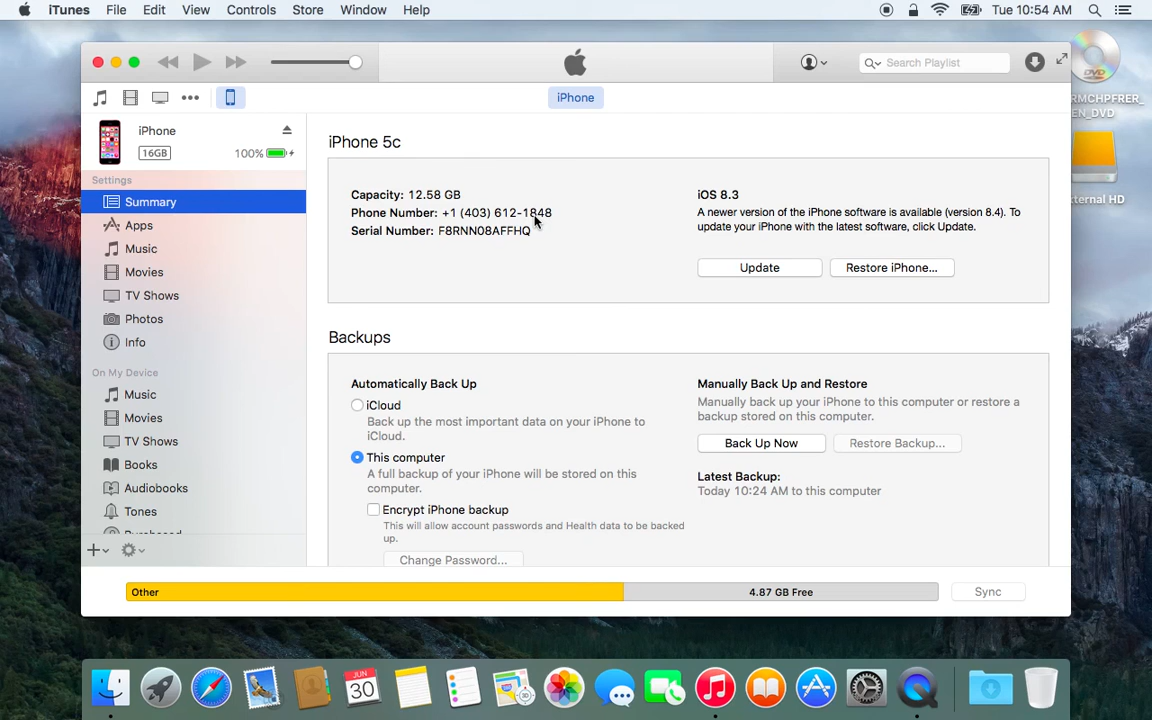 iTunes File Edit View Controls Store Window Help Tue 10:54 AM
Search Playlist
DVD
RMCHPFRER_
EN_DVD
iPhone
iPhone
16GB 100%
Settings
Summary
Apps
Music
Movies
TV Shows
Photos
Info
On My Device
Music
Movies
TV Shows
Books
Audiobooks
Tones
iPhone 5c
Capacity: 12.58 GB
Phone Number: +1 (403) 612-1848
Serial Number: F8RNN08AFFHQ
iOS 8.3
A newer version of the iPhone software is available (version 8.4). To
update your iPhone with the latest software, click Update.
Update Restore iPhone...
Backups
Automatically Back Up
iCloud
Back up the most important data on your iPhone to
iCloud.
This computer
A full backup of your iPhone will be stored on this
computer.
Encrypt iPhone backup
This will allow account passwords and Health data to be backed
up.
Change Password...
Manually Back Up and Restore
Manually back up your iPhone to this computer or restore a
backup stored on this computer.
Back Up Now Restore Backup...
Latest Backup:
Today 10:24 AM to this computer
Other 4.87 GB Free Sync
ternal HD
JUN
30
3D